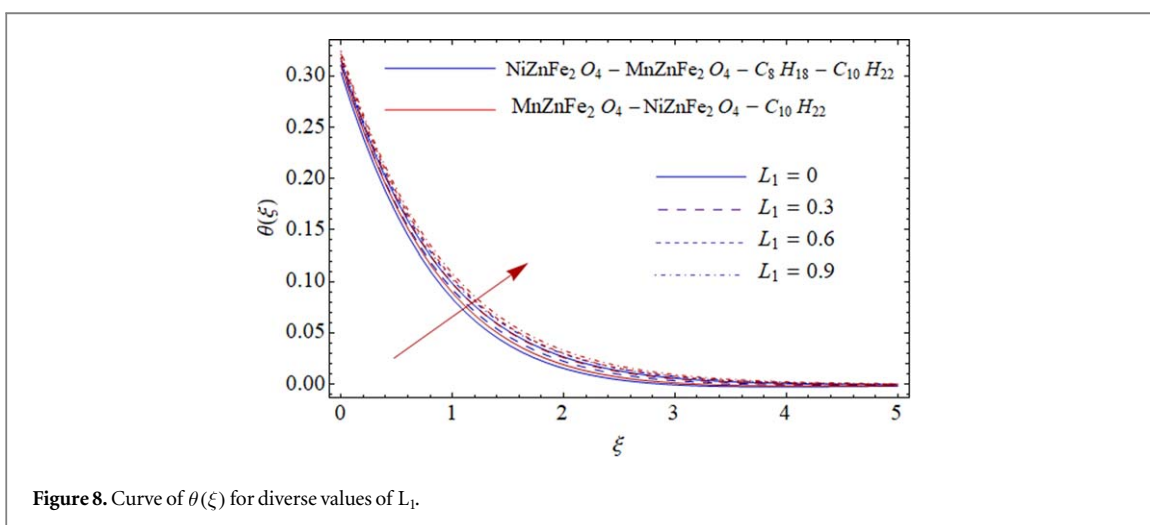 NiZnFe₂ O₄ – MnZnFe₂ O₄ – C₈ H₁₈ – C₁₀ H₂₂
MnZnFe₂ O₄ – NiZnFe₂ O₄ – C₁₀ H₂₂
L₁ = 0
L₁ = 0.3
L₁ = 0.6
L₁ = 0.9
θ(ξ)
0.30
0.25
0.20
0.15
0.10
0.05
0.00
0 1 2 3 4 5
ξ
Figure 8. Curve of θ(ξ) for diverse values of L₁.